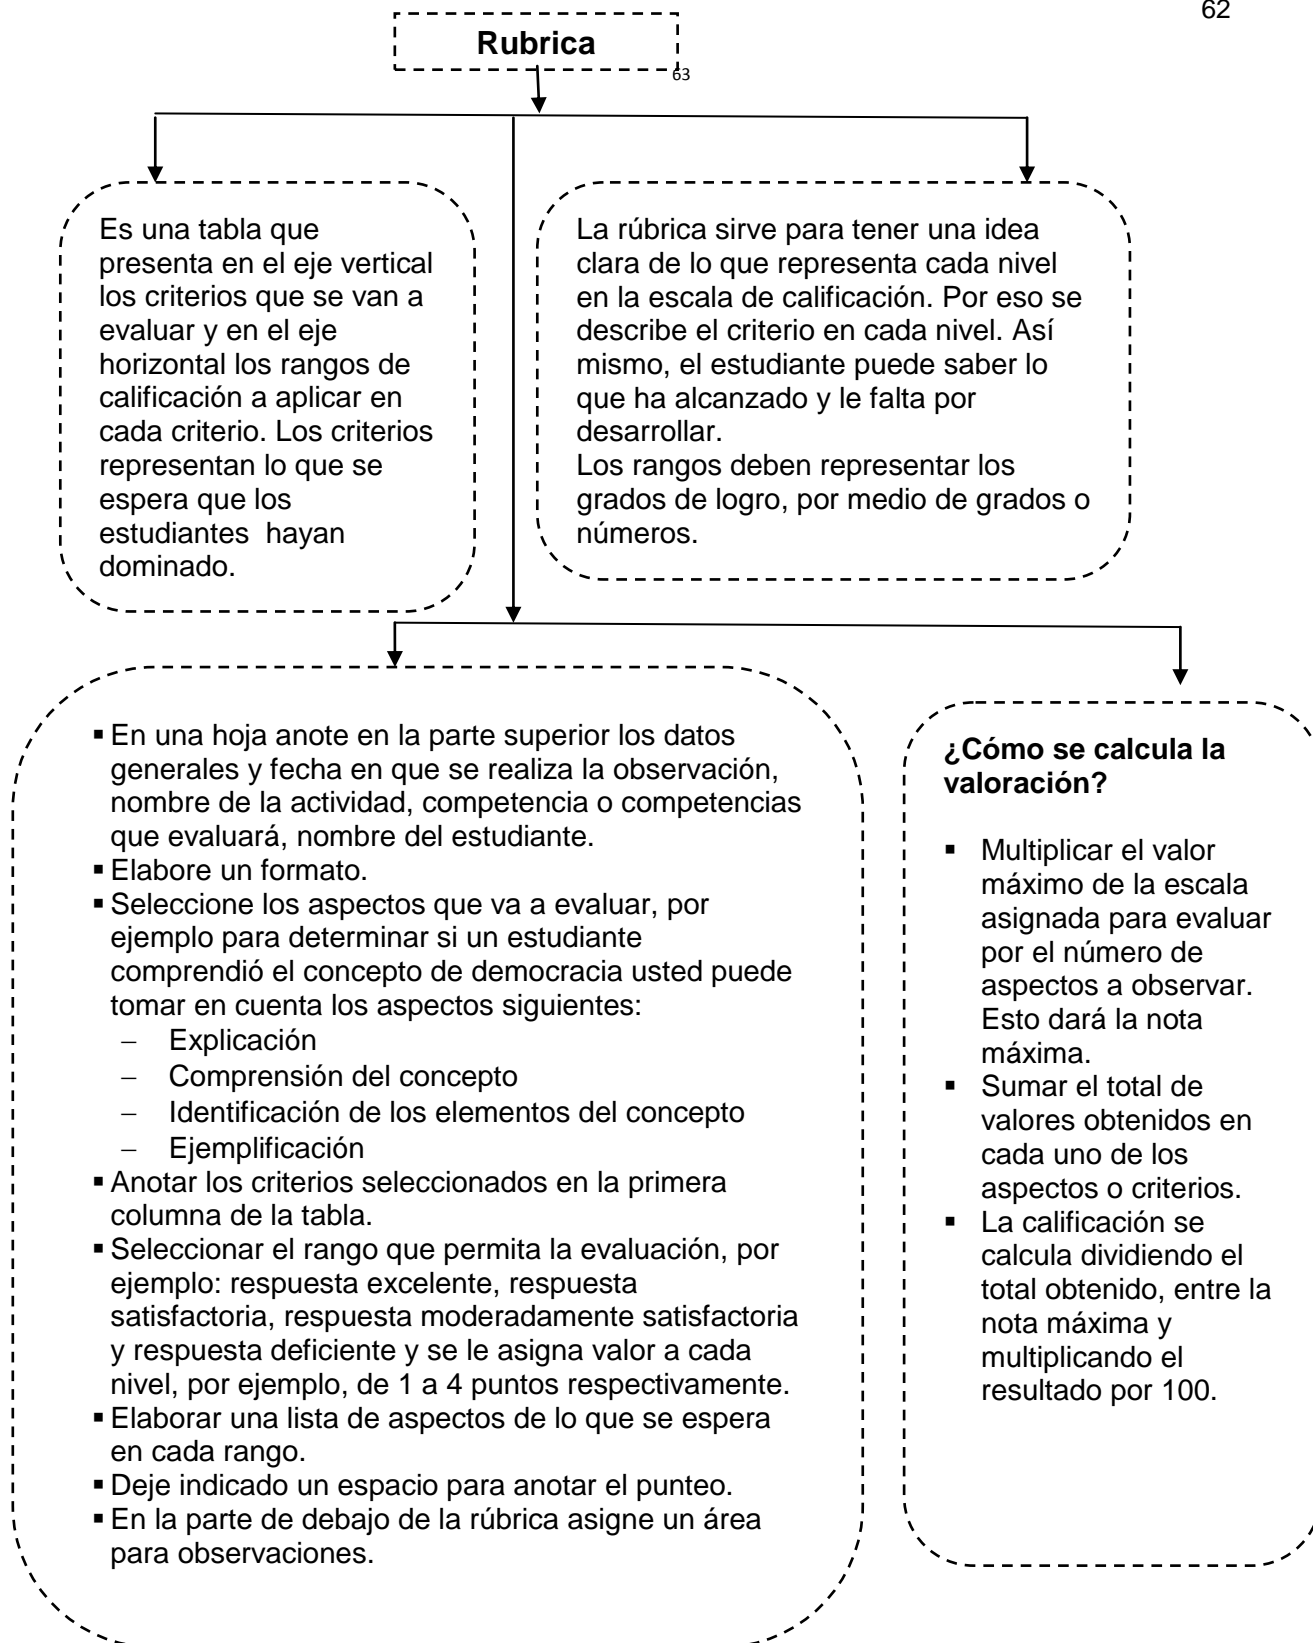 62
Rubrica
63
Es una tabla que
presenta en el eje vertical
los criterios que se van a
evaluar y en el eje
horizontal los rangos de
calificación a aplicar en
cada criterio. Los criterios
representan lo que se
espera que los
estudiantes  hayan
dominado.
La rúbrica sirve para tener una idea
clara de lo que representa cada nivel
en la escala de calificación. Por eso se
describe el criterio en cada nivel. Así
mismo, el estudiante puede saber lo
que ha alcanzado y le falta por
desarrollar.
Los rangos deben representar los
grados de logro, por medio de grados o
números.
▪ En una hoja anote en la parte superior los datos
generales y fecha en que se realiza la observación,
nombre de la actividad, competencia o competencias
que evaluará, nombre del estudiante.
▪ Elabore un formato.
▪ Seleccione los aspectos que va a evaluar, por
ejemplo para determinar si un estudiante
comprendió el concepto de democracia usted puede
tomar en cuenta los aspectos siguientes:
– Explicación
– Comprensión del concepto
– Identificación de los elementos del concepto
– Ejemplificación
▪ Anotar los criterios seleccionados en la primera
columna de la tabla.
▪ Seleccionar el rango que permita la evaluación, por
ejemplo: respuesta excelente, respuesta
satisfactoria, respuesta moderadamente satisfactoria
y respuesta deficiente y se le asigna valor a cada
nivel, por ejemplo, de 1 a 4 puntos respectivamente.
▪ Elaborar una lista de aspectos de lo que se espera
en cada rango.
▪ Deje indicado un espacio para anotar el punteo.
▪ En la parte de debajo de la rúbrica asigne un área
para observaciones.
¿Cómo se calcula la
valoración?
▪ Multiplicar el valor
máximo de la escala
asignada para evaluar
por el número de
aspectos a observar.
Esto dará la nota
máxima.
▪ Sumar el total de
valores obtenidos en
cada uno de los
aspectos o criterios.
▪ La calificación se
calcula dividiendo el
total obtenido, entre la
nota máxima y
multiplicando el
resultado por 100.